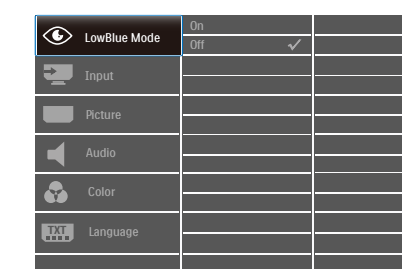 LowBlue Mode
On
Off
Input
Picture
Audio
Color
TXT
Language